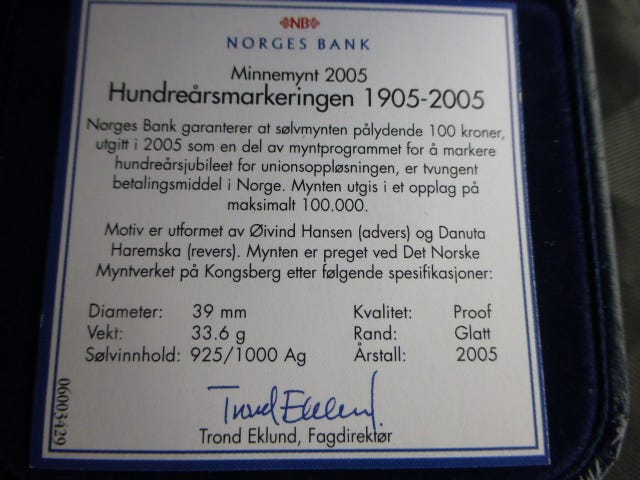 NB
NORGES BANK
Minnemynt 2005
Hundreårsmarkeringen 1905-2005
Norges Bank garanterer at sølvmynten pålydende 100 kroner,
utgitt i 2005 som en del av myntprogrammet for å markere
hundreårsjubileet for unionsoppløsningen, er tvungent
betalingsmiddel i Norge. Mynten utgis i et opplag på
maksimalt 100.000.
Motiv er utformet av Øivind Hansen (advers) og Danuta
Haremska (revers). Mynten er preget ved Det Norske
Myntverket på Kongsberg etter følgende spesifikasjoner:
Diameter: 39 mm Kvalitet: Proof
Vekt: 33.6 g Rand: Glatt
Sølvinnhold: 925/1000 Ag Årstall: 2005
Trond Eklund
Trond Eklund, Fagdirektør
06003429